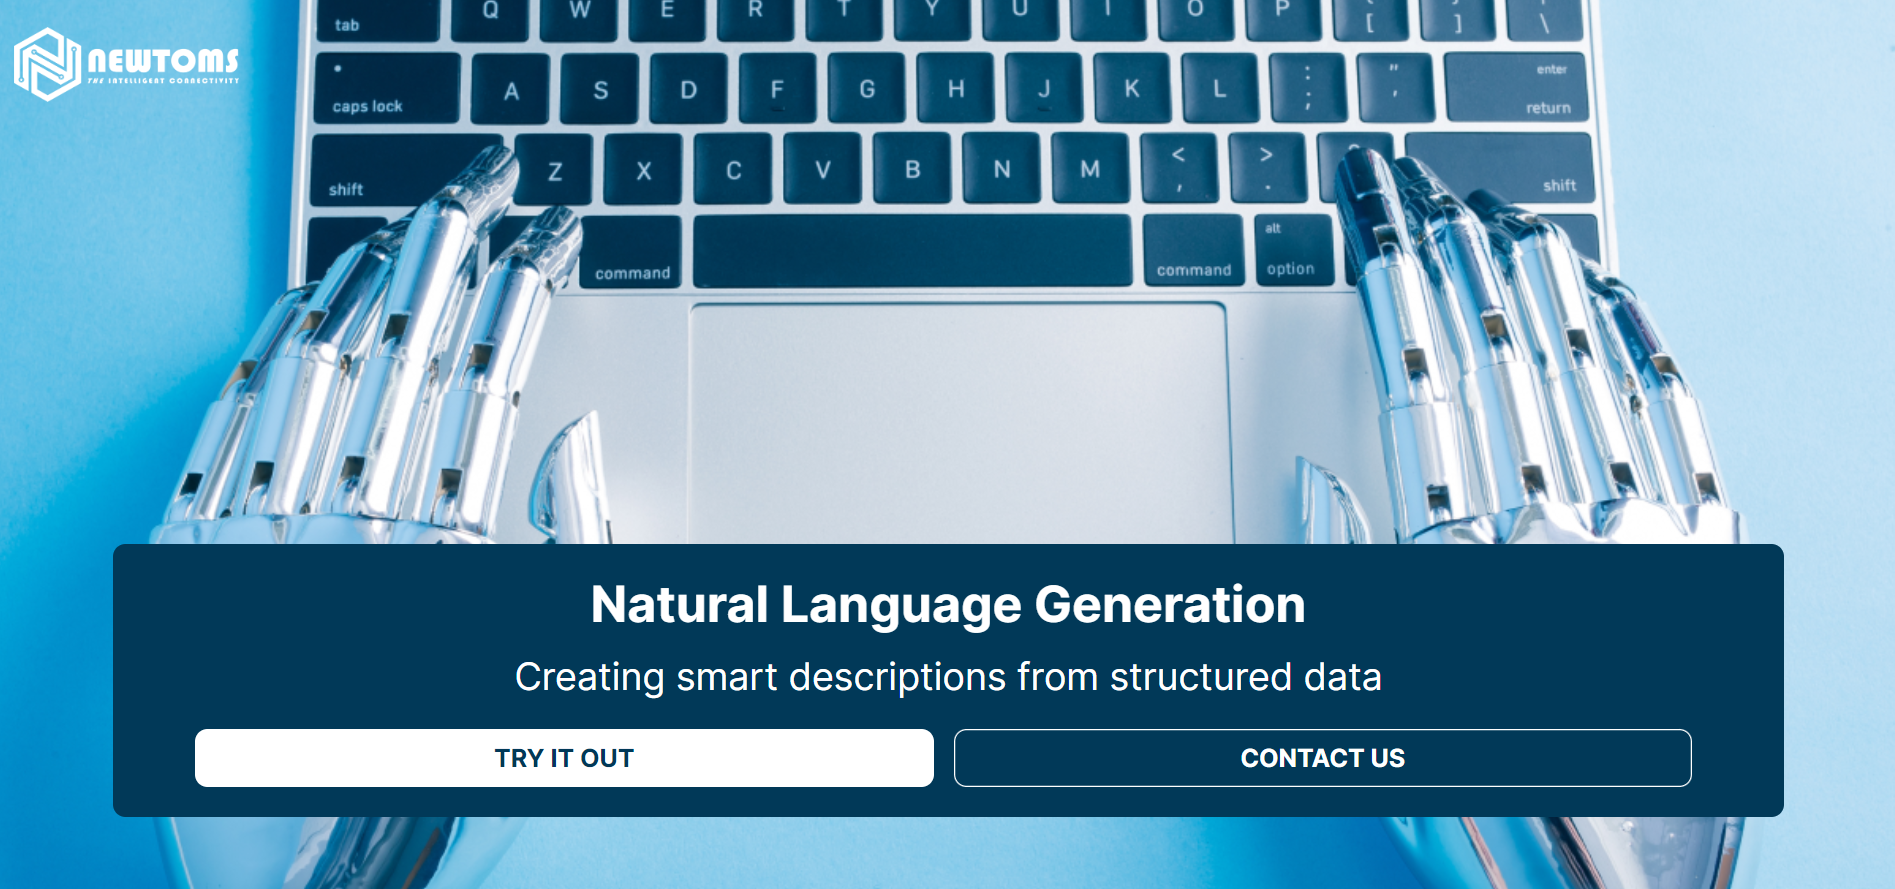 tab
Q W E R T Y U I O P [ ] \
NEWTOMS
THE INTELLIGENT CONNECTIVITY
caps lock A S D F G H J K L : ; " ' enter return
shift Z X C V B N M < , > . shift
command command alt option
Natural Language Generation
Creating smart descriptions from structured data
TRY IT OUT CONTACT US